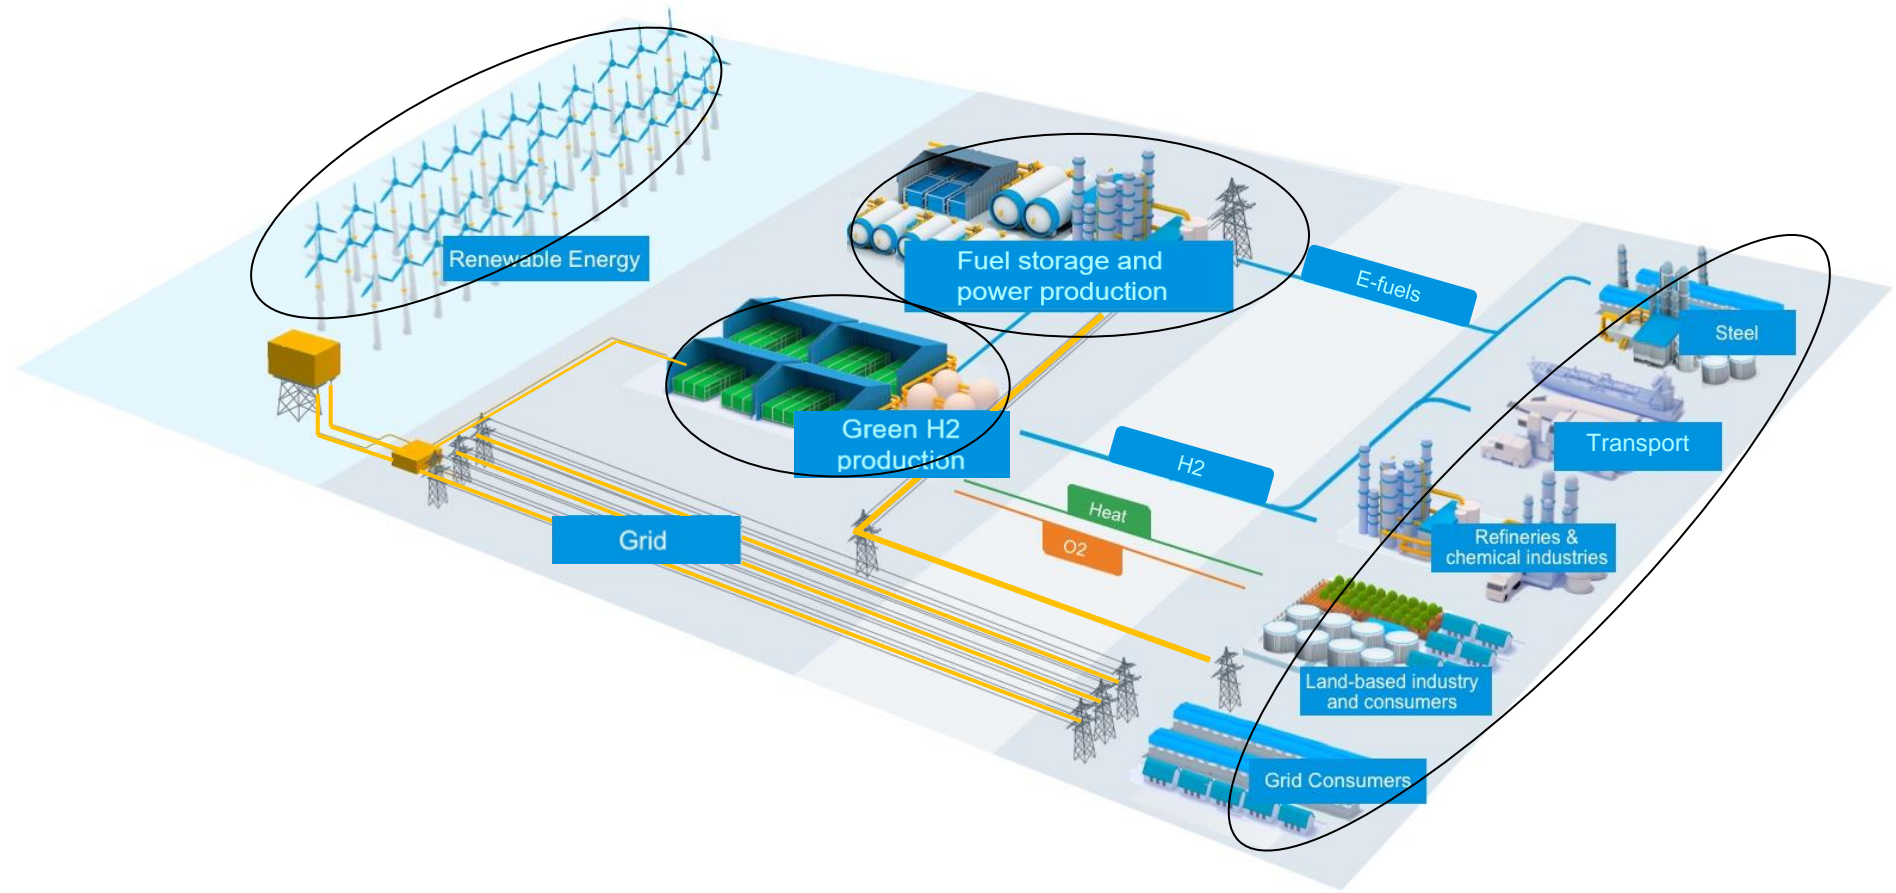 Renewable Energy
Fuel storage and
power production
E-fuels
Steel
Green H2
production
Transport
H2
Heat
O2
Grid
Refineries &
chemical industries
Land-based industry
and consumers
Grid Consumers